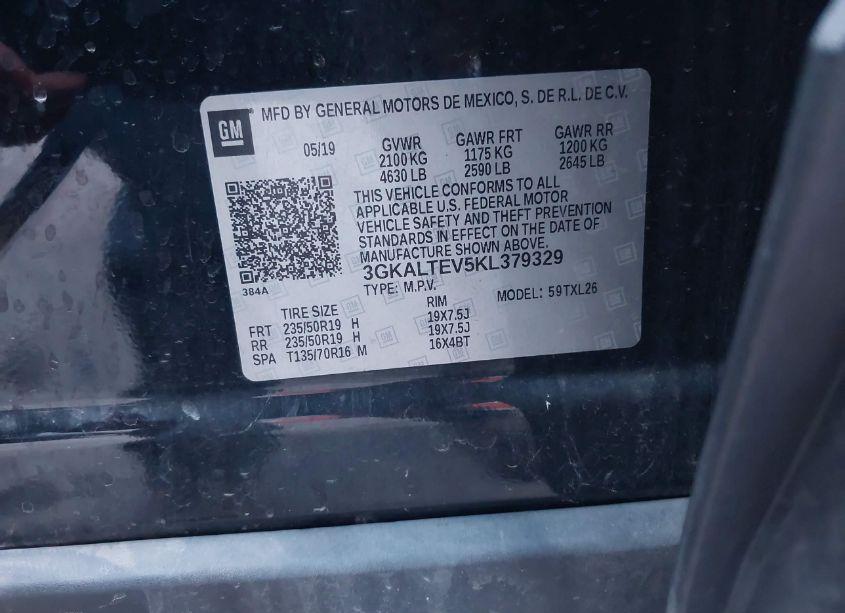 GM
MFD BY GENERAL MOTORS DE MEXICO, S. DE R.L. DE C.V.
05/19 GVWR GAWR FRT GAWR RR
2100 KG 1175 KG 1200 KG
4630 LB 2590 LB 2645 LB
THIS VEHICLE CONFORMS TO ALL
APPLICABLE U.S. FEDERAL MOTOR
VEHICLE SAFETY AND THEFT PREVENTION
STANDARDS IN EFFECT ON THE DATE OF
MANUFACTURE SHOWN ABOVE.
384A 3GKALTEV5KL379329
TYPE: M.P.V. MODEL: 59TXL26
TIRE SIZE RIM
FRT 235/50R19 H 19X7.5J
RR 235/50R19 H 19X7.5J
SPA T135/70R16 M 16X4BT